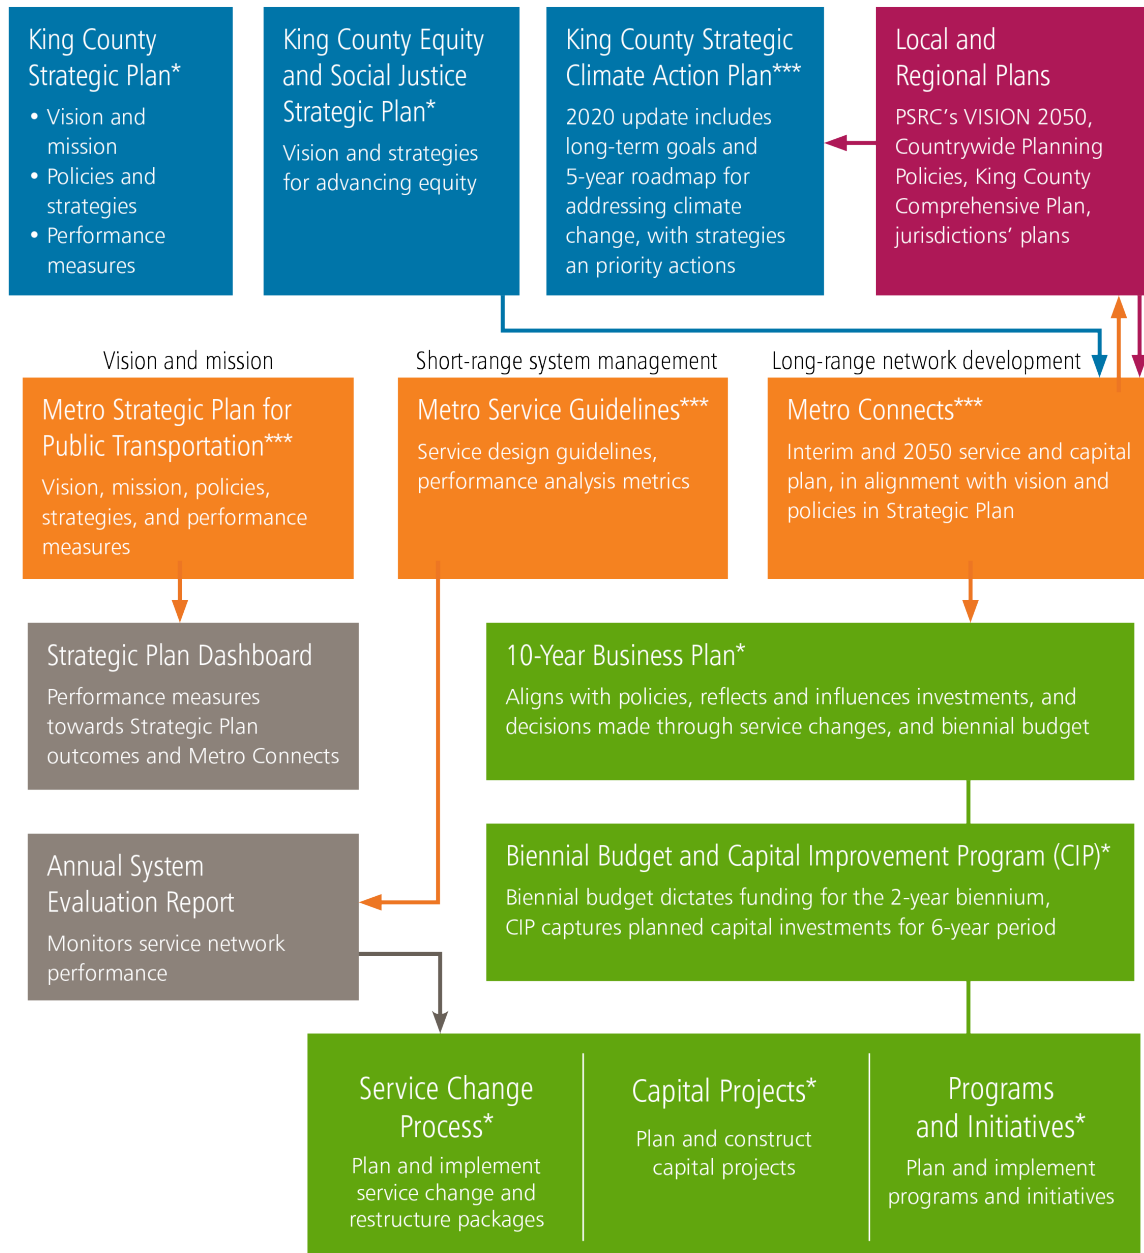 King County
Strategic Plan*
• Vision and
mission
• Policies and
strategies
• Performance
measures
King County Equity
and Social Justice
Strategic Plan*
Vision and strategies
for advancing equity
King County Strategic
Climate Action Plan***
2020 update includes
long-term goals and
5-year roadmap for
addressing climate
change, with strategies
an priority actions
Local and
Regional Plans
PSRC’s VISION 2050,
Countrywide Planning
Policies, King County
Comprehensive Plan,
jurisdictions’ plans
Vision and mission
Metro Strategic Plan for
Public Transportation***
Vision, mission, policies,
strategies, and performance
measures
Short-range system management
Metro Service Guidelines***
Service design guidelines,
performance analysis metrics
Long-range network development
Metro Connects***
Interim and 2050 service and capital
plan, in alignment with vision and
policies in Strategic Plan
Strategic Plan Dashboard
Performance measures
towards Strategic Plan
outcomes and Metro Connects
10-Year Business Plan*
Aligns with policies, reflects and influences investments, and
decisions made through service changes, and biennial budget
Annual System
Evaluation Report
Monitors service network
performance
Biennial Budget and Capital Improvement Program (CIP)*
Biennial budget dictates funding for the 2-year biennium,
CIP captures planned capital investments for 6-year period
Service Change
Process*
Plan and implement
service change and
restructure packages
Capital Projects*
Plan and construct
capital projects
Programs
and Initiatives*
Plan and implement
programs and initiatives